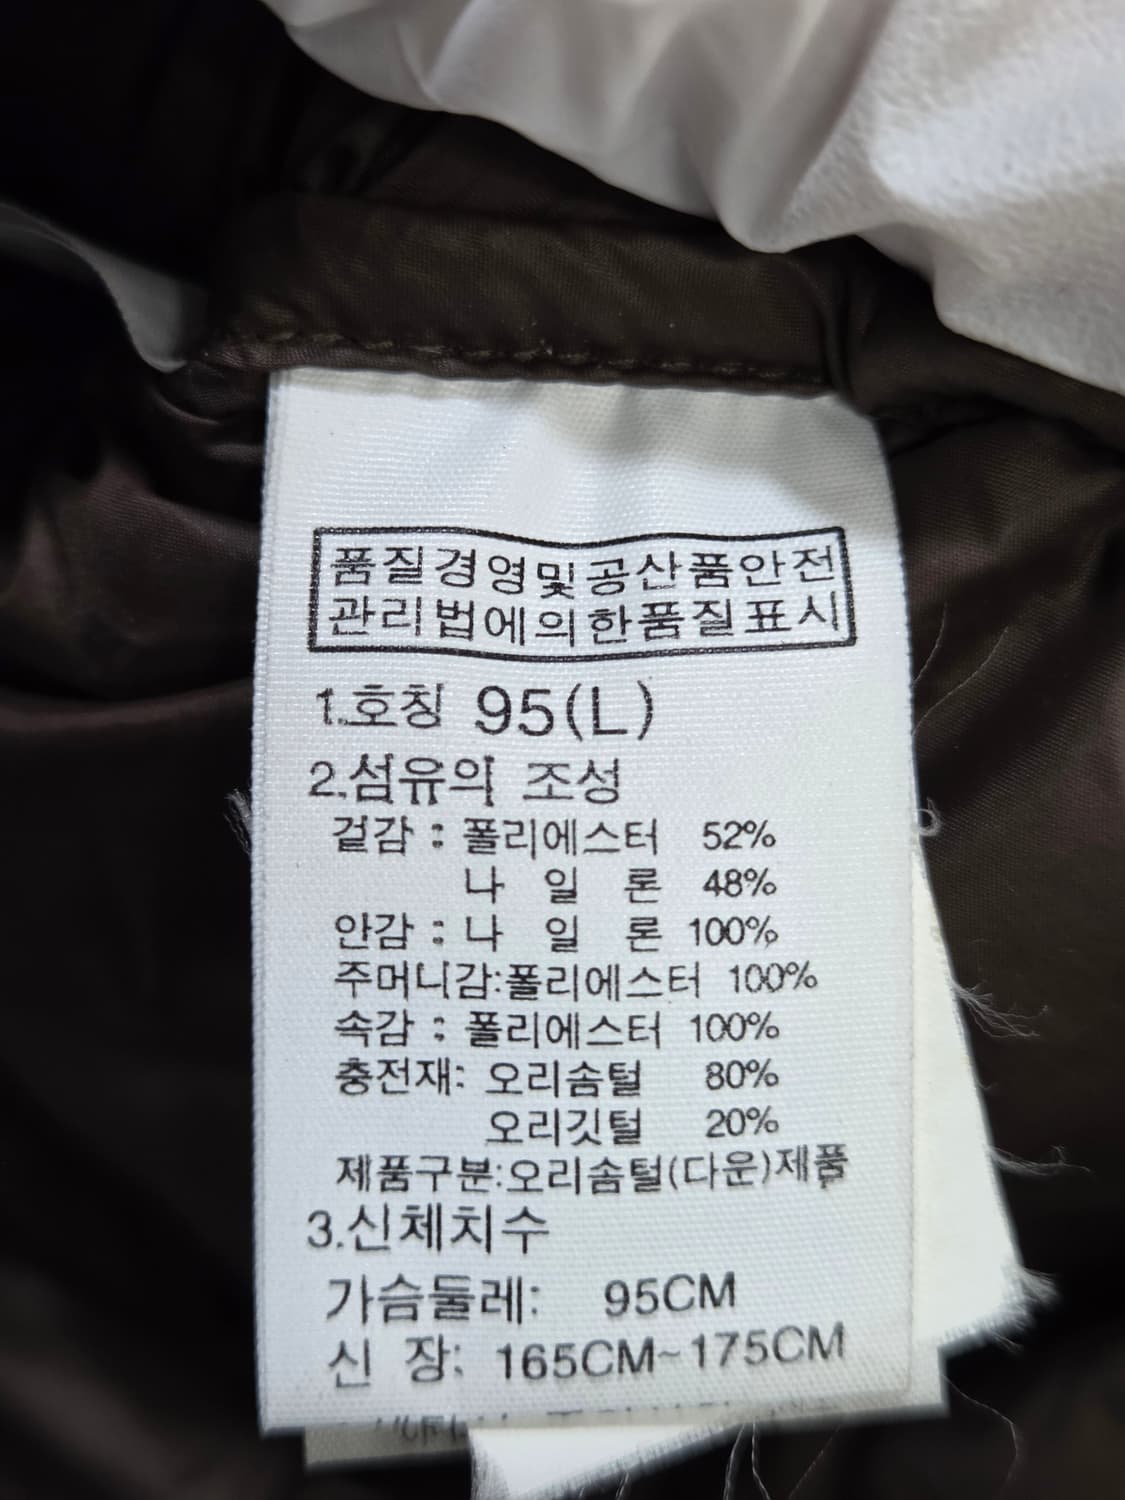 품질경영및공산품안전
관리법에의한품질표시
1.호칭 95(L)
2.섬유의 조성
겉감 : 폴리에스터 52%
나 일 론 48%
안감 : 나 일 론 100%
주머니감:폴리에스터 100%
속감 : 폴리에스터 100%
충전재: 오리솜털 80%
오리깃털 20%
제품구분:오리솜털(다운)제품
3.신체치수
가슴둘레: 95CM
신 장: 165CM~175CM